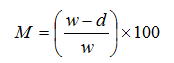 M = ( (w − d) / w ) × 100